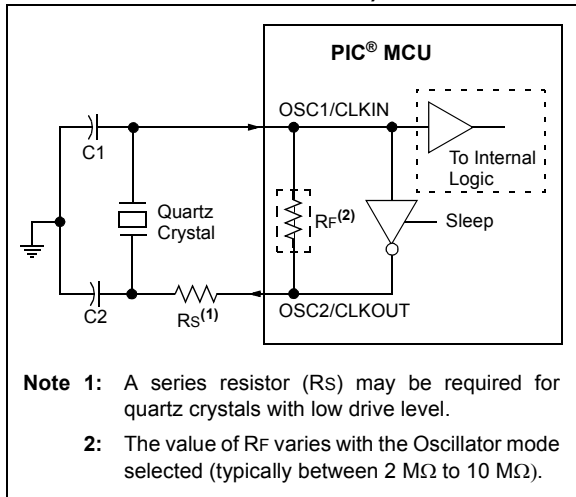 PIC® MCU
OSC1/CLKIN
C1
To Internal
Logic
Quartz
Crystal
RF(2)
Sleep
C2
RS(1)
OSC2/CLKOUT
Note 1: A series resistor (RS) may be required for
quartz crystals with low drive level.
2: The value of RF varies with the Oscillator mode
selected (typically between 2 MΩ to 10 MΩ).